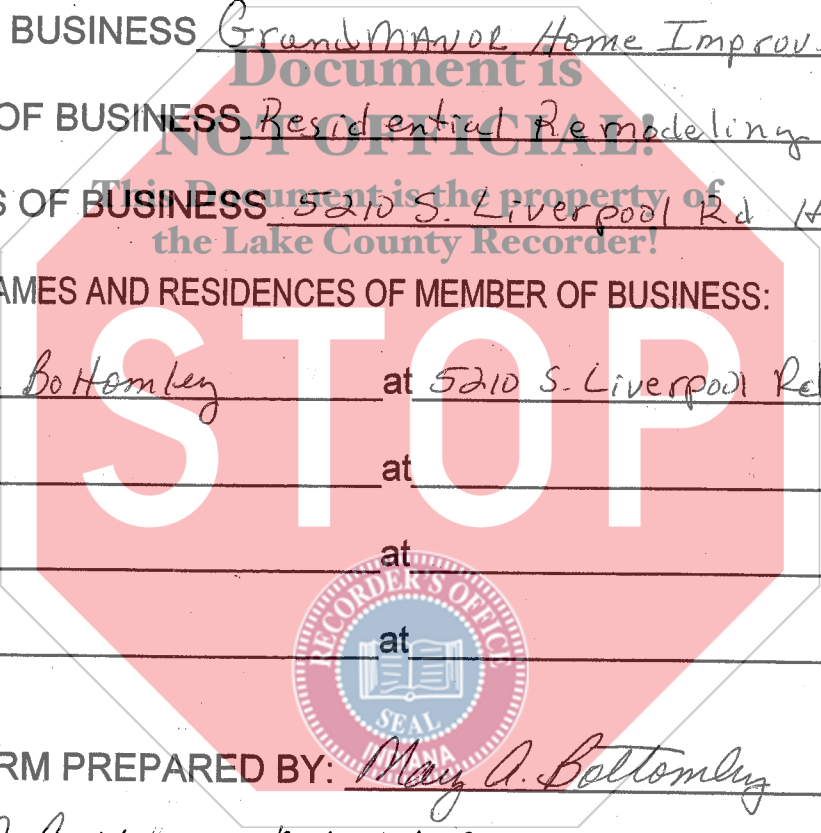 BUSINESS GrandMANOR Home Improv.
Document is
OF BUSINESS Residential Remodeling
NOT OFFICIAL!
This Document is the property of
S OF BUSINESS 5210 S. Liverpool Rd H
the Lake County Recorder!
AMES AND RESIDENCES OF MEMBER OF BUSINESS:
STOP
Bottomley at 5210 S. Liverpool Rd
at
at
at
RECORDER'S OFFICE
SEAL
INDIANA
RM PREPARED BY: Mary A. Bottomley